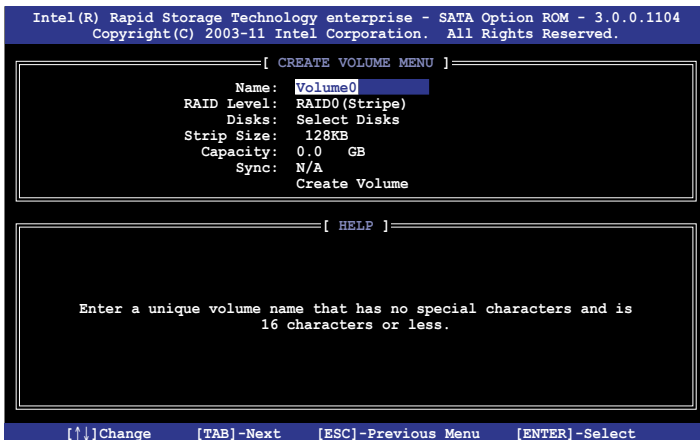 Intel(R) Rapid Storage Technology enterprise - SATA Option ROM - 3.0.0.1104
Copyright(C) 2003-11 Intel Corporation. All Rights Reserved.
[ CREATE VOLUME MENU ]
Name: Volume0
RAID Level: RAID0(Stripe)
Disks: Select Disks
Strip Size: 128KB
Capacity: 0.0 GB
Sync: N/A
Create Volume
[ HELP ]
Enter a unique volume name that has no special characters and is
16 characters or less.
[↑↓]Change [TAB]-Next [ESC]-Previous Menu [ENTER]-Select